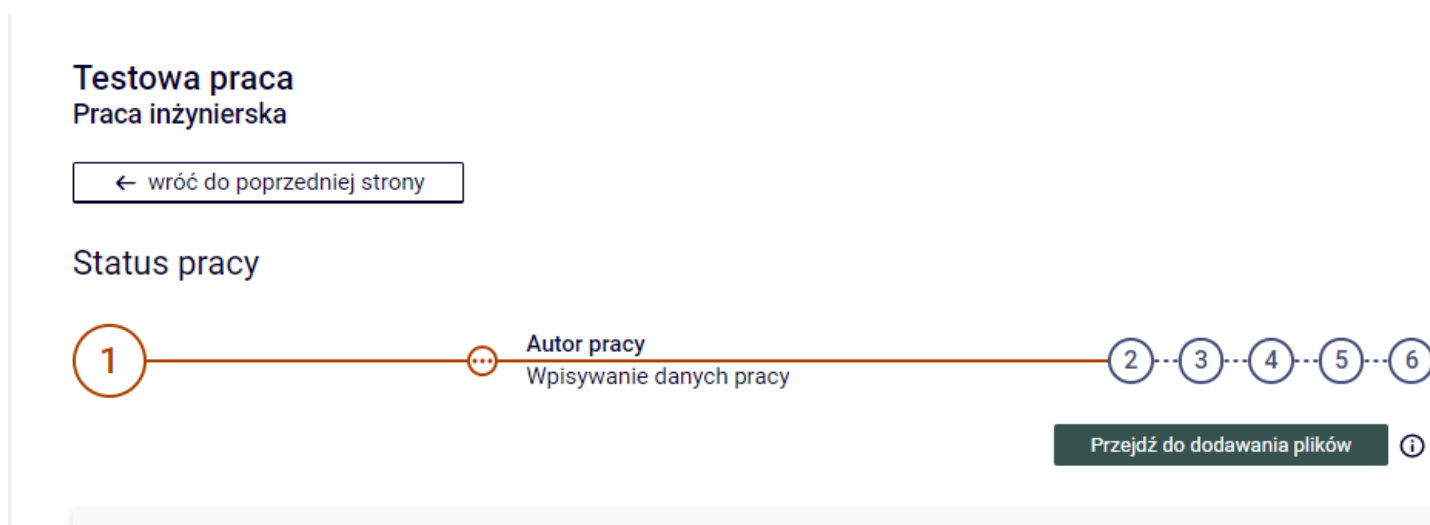 Testowa praca
Praca inżynierska
← wróć do poprzedniej strony
Status pracy
1
Autor pracy
Wpisywanie danych pracy
2 3 4 5 6
Przejdź do dodawania plików